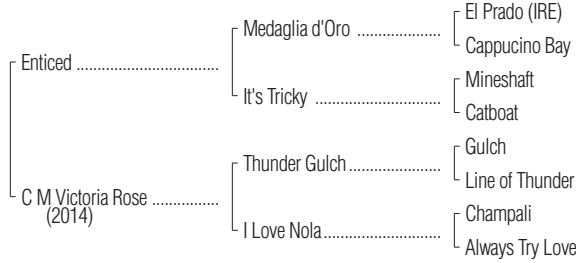 El Prado (IRE)
Medaglia d'Oro ....................
Cappucino Bay
Enticed ...................................
Mineshaft
It's Tricky ...............................
Catboat
Gulch
Thunder Gulch ......................
Line of Thunder
C M Victoria Rose ................
(2014)
Champali
I Love Nola.............................
Always Try Love